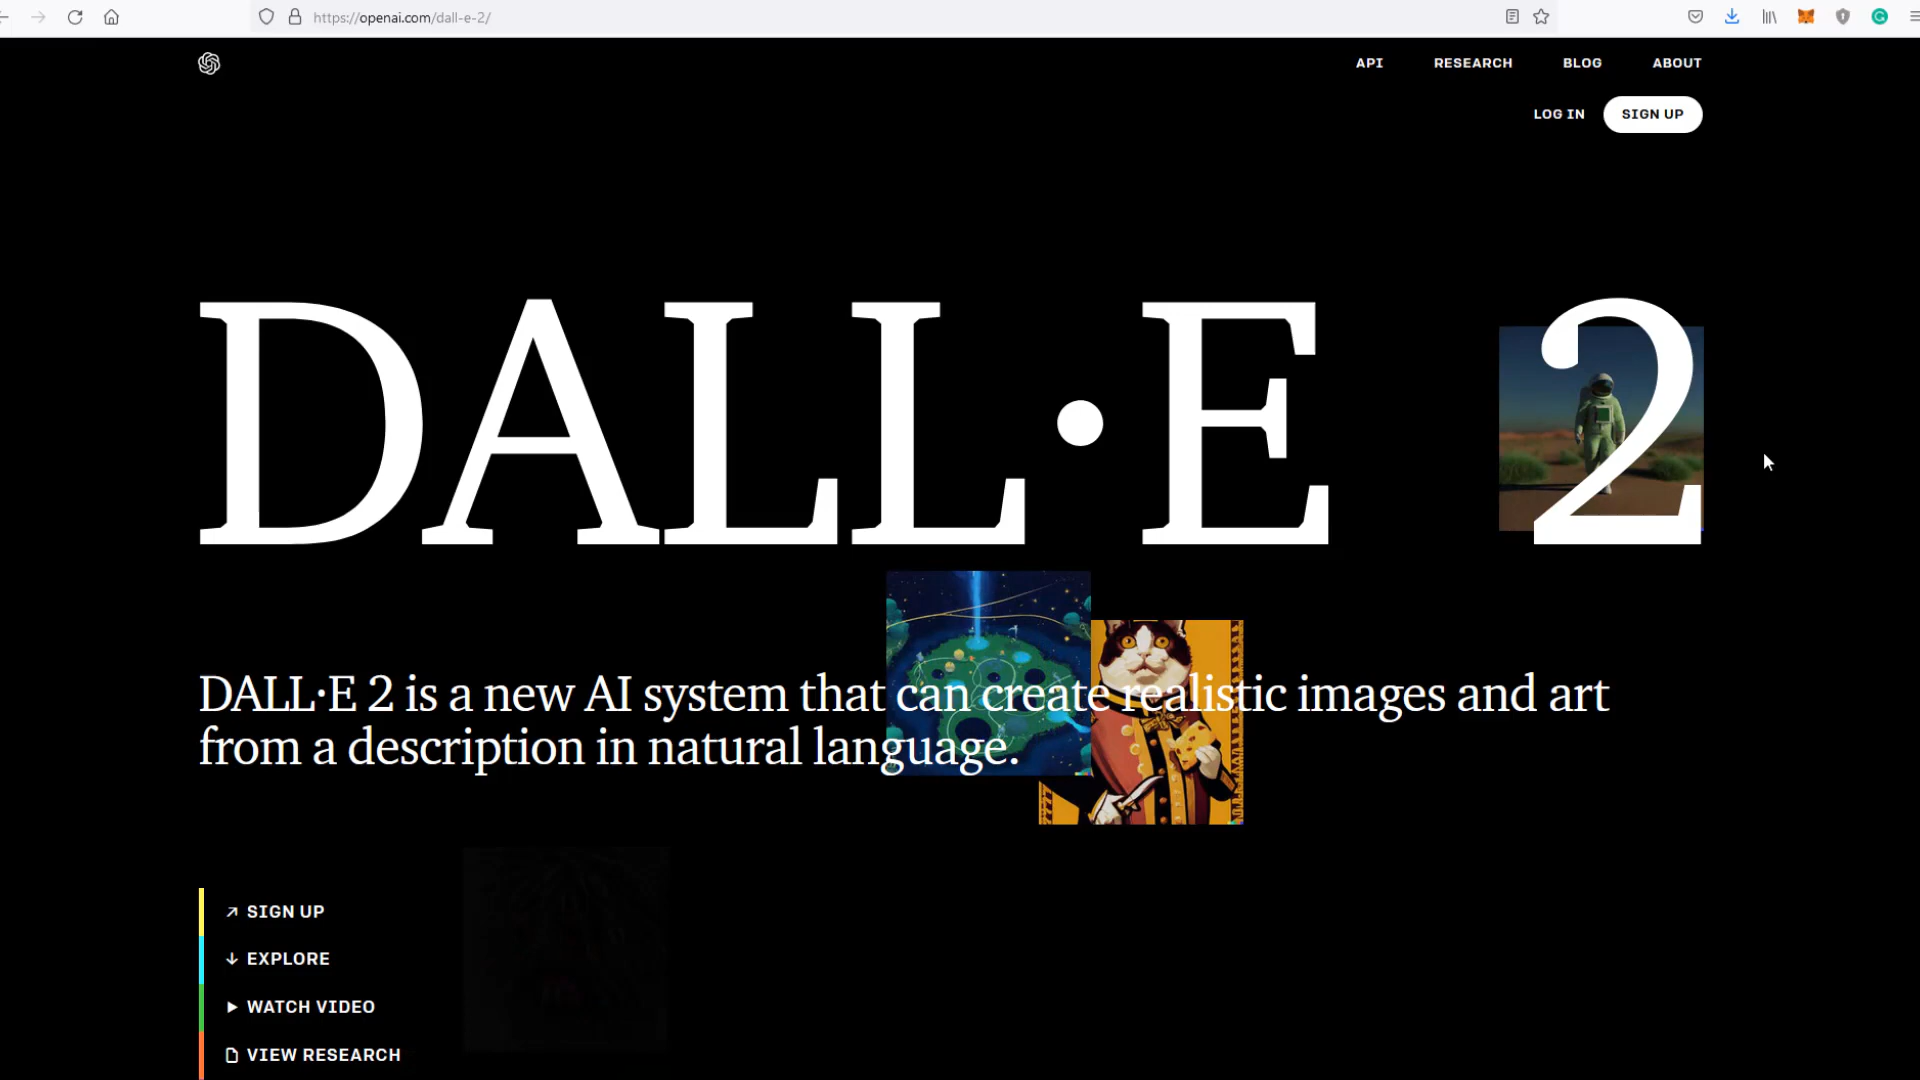 https://openai.com/dall-e-2/
API RESEARCH BLOG ABOUT
LOG IN SIGN UP
DALL·E 2
DALL·E 2 is a new AI system that can create realistic images and art
from a description in natural language.
SIGN UP
EXPLORE
WATCH VIDEO
VIEW RESEARCH